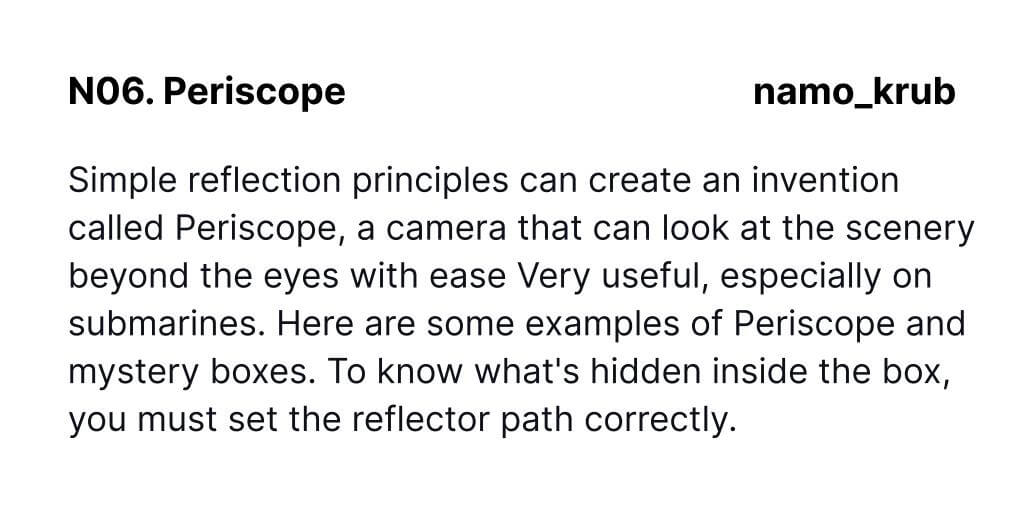 N06. Periscope namo_krub
Simple reflection principles can create an invention
called Periscope, a camera that can look at the scenery
beyond the eyes with ease Very useful, especially on
submarines. Here are some examples of Periscope and
mystery boxes. To know what's hidden inside the box,
you must set the reflector path correctly.